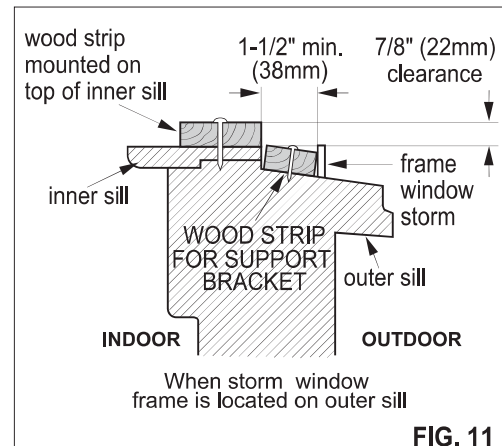 wood strip
mounted on
top of inner sill
1-1/2" min.
(38mm)
7/8" (22mm)
clearance
inner sill
frame
window
storm
WOOD STRIP
FOR SUPPORT
BRACKET
outer sill
INDOOR
OUTDOOR
When storm window
frame is located on outer sill
FIG. 11